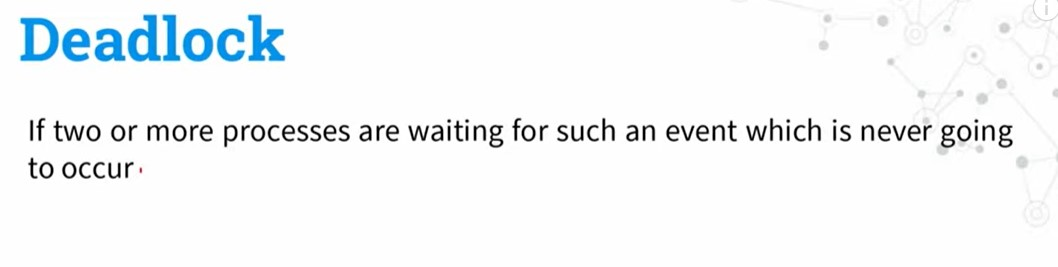 Deadlock
If two or more processes are waiting for such an event which is never going
to occur